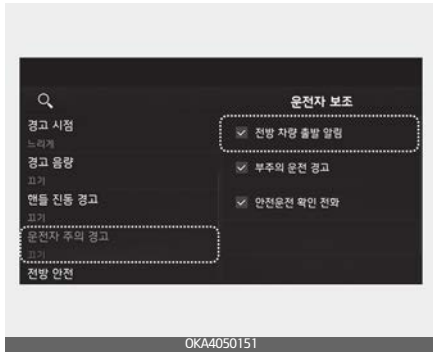 운전자 보조
경고 시점
느리게
경고 음량
끄기
핸들 진동 경고
끄기
운전자 주의 경고
끄기
전방 안전
전방 차량 출발 알림
부주의 운전 경고
안전운전 확인 전화
OKA4050151